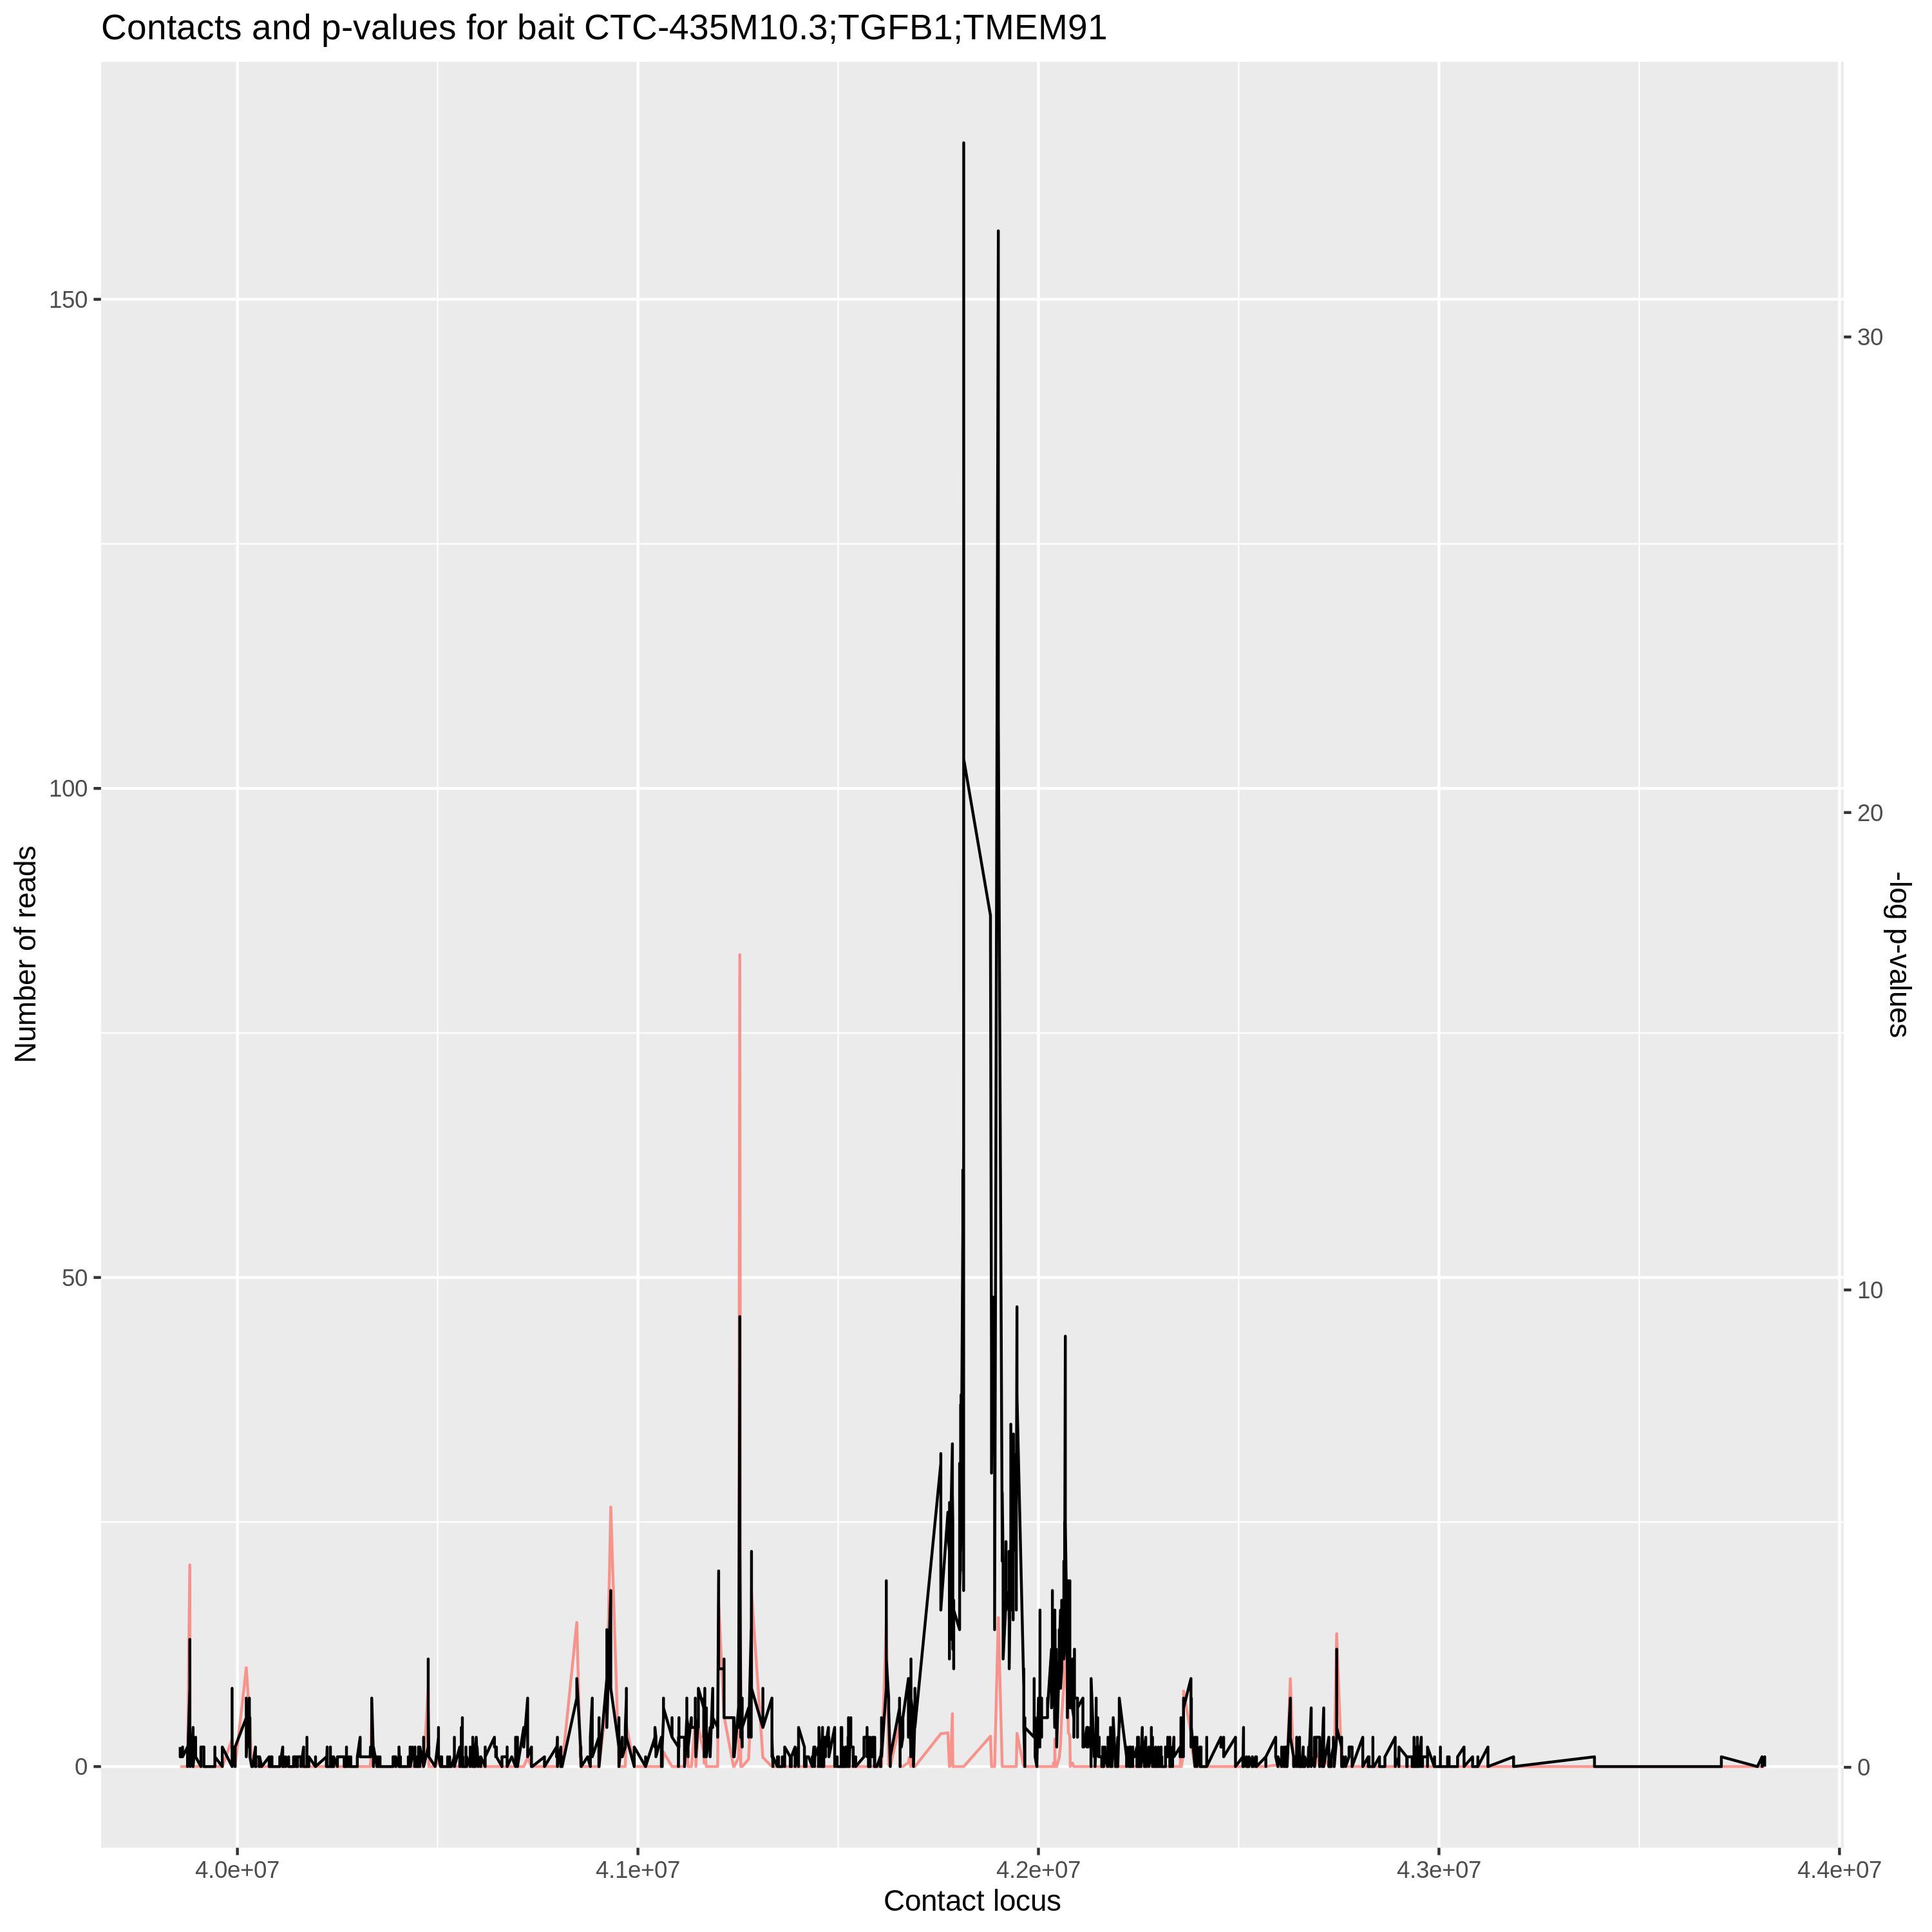 Contacts and p-values for bait CTC-435M10.3;TGFB1;TMEM91
150
100
50
0
Number of reads
30
20
10
0
-log p-values
4.0e+07
4.1e+07
4.2e+07
4.3e+07
4.4e+07
Contact locus